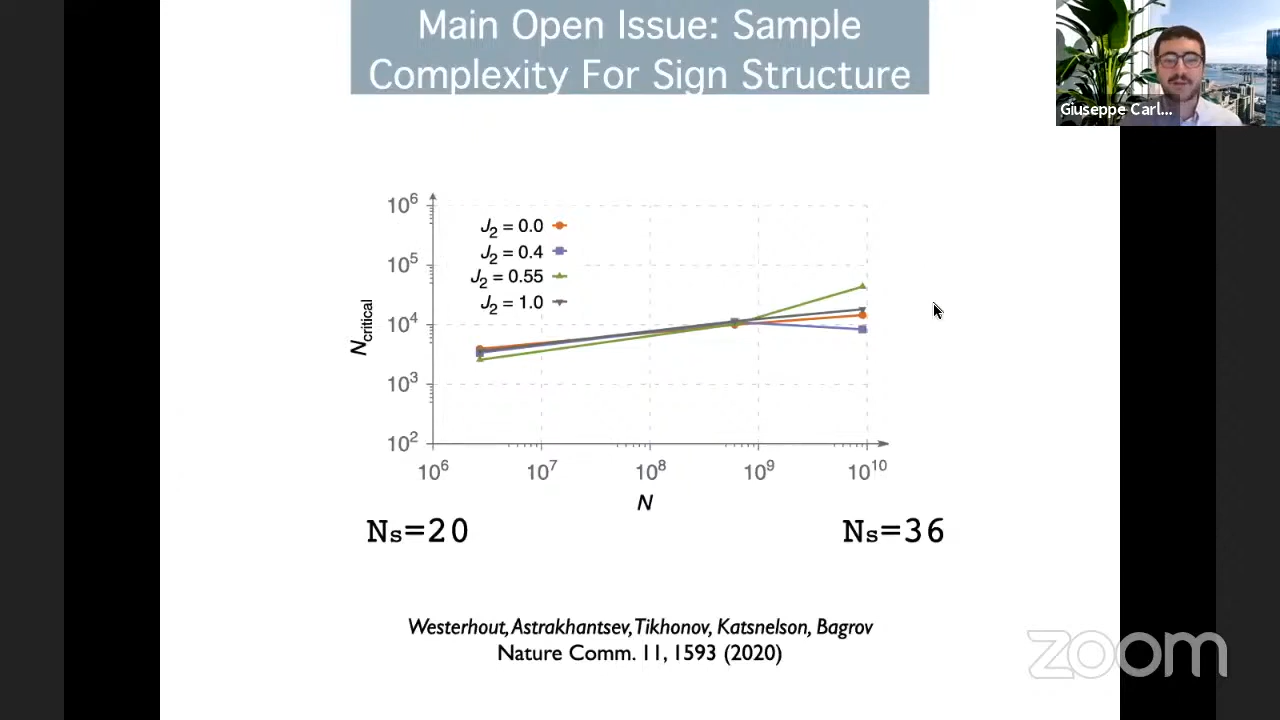 Main Open Issue: Sample
Complexity For Sign Structure
Giuseppe Carl...
10⁶
10⁵
10⁴
10³
10²
N_critical
J₂ = 0.0
J₂ = 0.4
J₂ = 0.55
J₂ = 1.0
10⁶ 10⁷ 10⁸ 10⁹ 10¹⁰
N
Ns=20 Ns=36
Westerhout, Astrakhantsev, Tikhonov, Katsnelson, Bagrov
Nature Comm. 11, 1593 (2020)
zoom